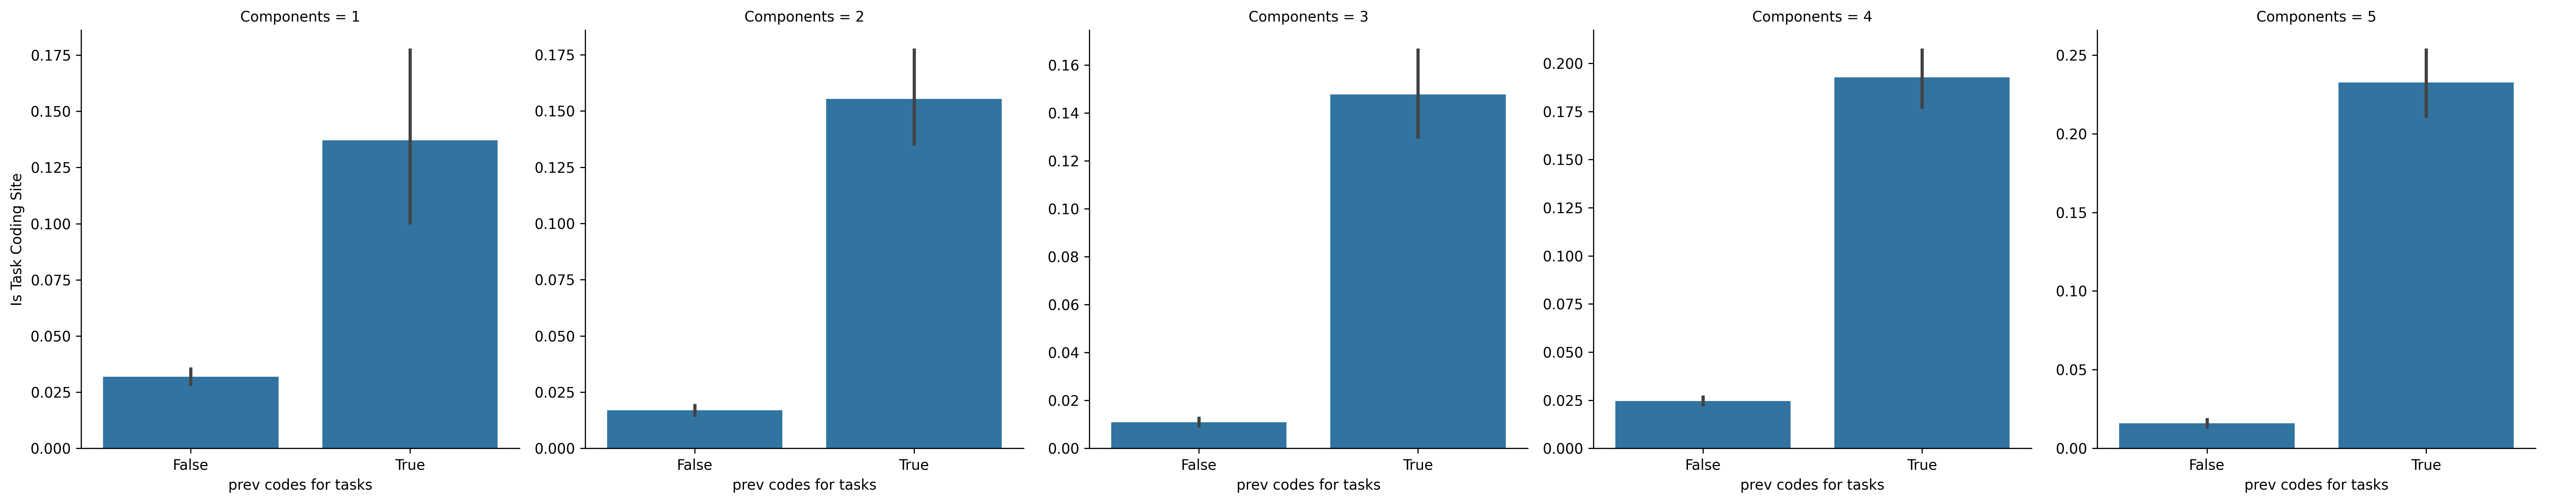 Components = 1
Is Task Coding Site
0.175
0.150
0.125
0.100
0.075
0.050
0.025
0.000
False
True
prev codes for tasks
Components = 2
0.175
0.150
0.125
0.100
0.075
0.050
0.025
0.000
False
True
prev codes for tasks
Components = 3
0.16
0.14
0.12
0.10
0.08
0.06
0.04
0.02
0.00
False
True
prev codes for tasks
Components = 4
0.200
0.175
0.150
0.125
0.100
0.075
0.050
0.025
0.000
False
True
prev codes for tasks
Components = 5
0.25
0.20
0.15
0.10
0.05
0.00
False
True
prev codes for tasks